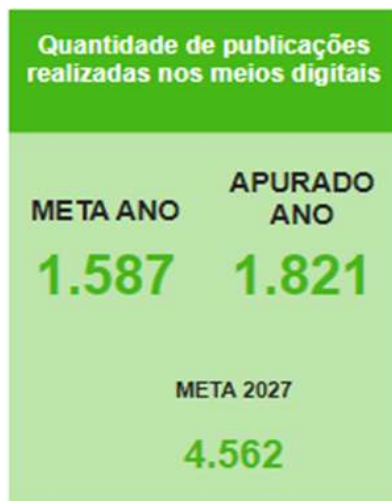 Quantidade de publicações
realizadas nos meios digitais
META ANO
APURADO
ANO
1.587
1.821
META 2027
4.562